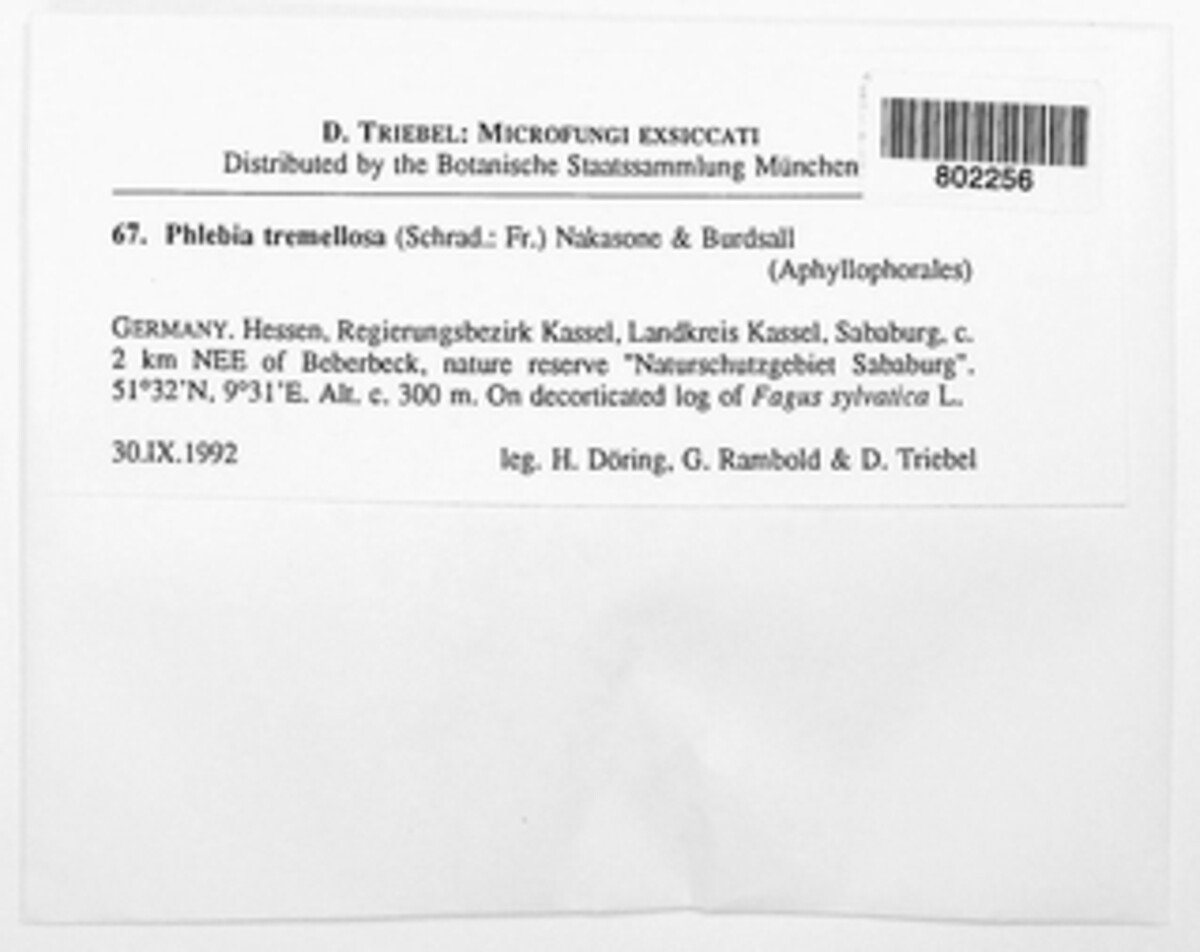 D. TRIEBEL: MICROFUNGI EXSICCATI
Distributed by the Botanische Staatssammlung München
802256
67. Phlebia tremellosa (Schrad.: Fr.) Nakasone & Burdsall
(Aphyllophorales)
GERMANY. Hessen, Regierungsbezirk Kassel, Landkreis Kassel, Sababurg, c.
2 km NEE of Beberbeck, nature reserve "Naturschutzgebiet Sababurg".
51°32'N, 9°31'E. Alt. c. 300 m. On decorticated log of Fagus sylvatica L.
30.IX.1992
leg. H. Döring, G. Rambold & D. Triebel